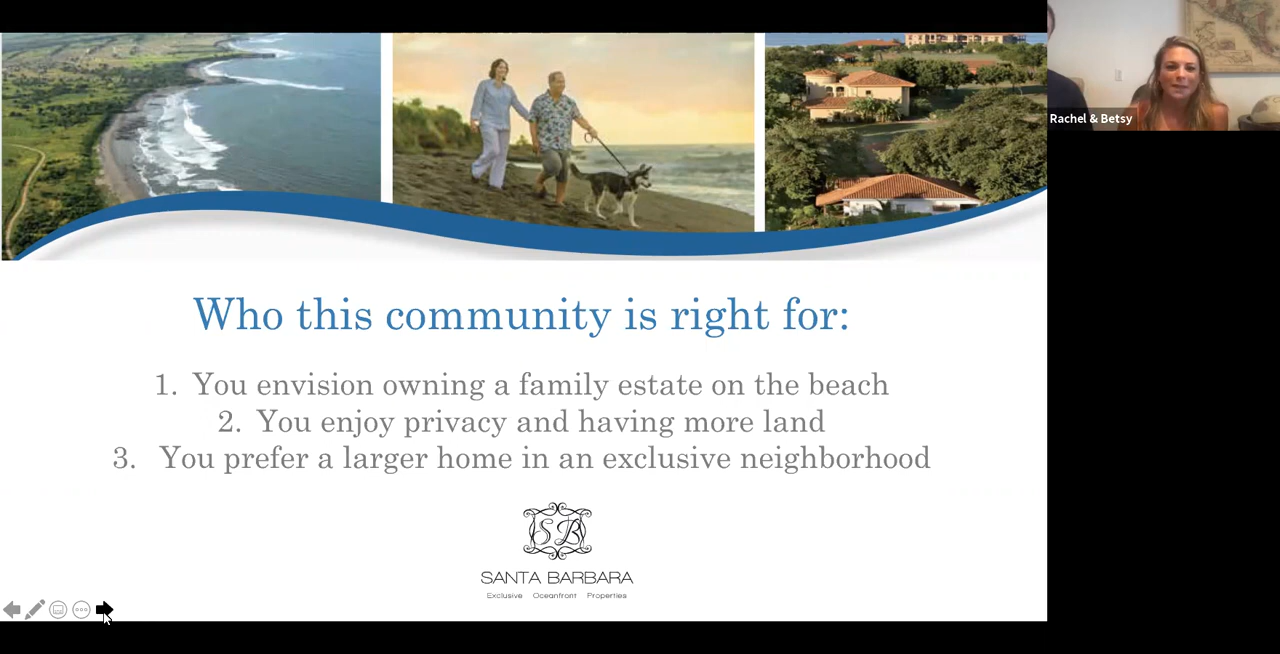 Rachel & Betsy
Who this community is right for:
1. You envision owning a family estate on the beach
2. You enjoy privacy and having more land
3. You prefer a larger home in an exclusive neighborhood
SB
SANTA BARBARA
Exclusive Oceanfront Properties